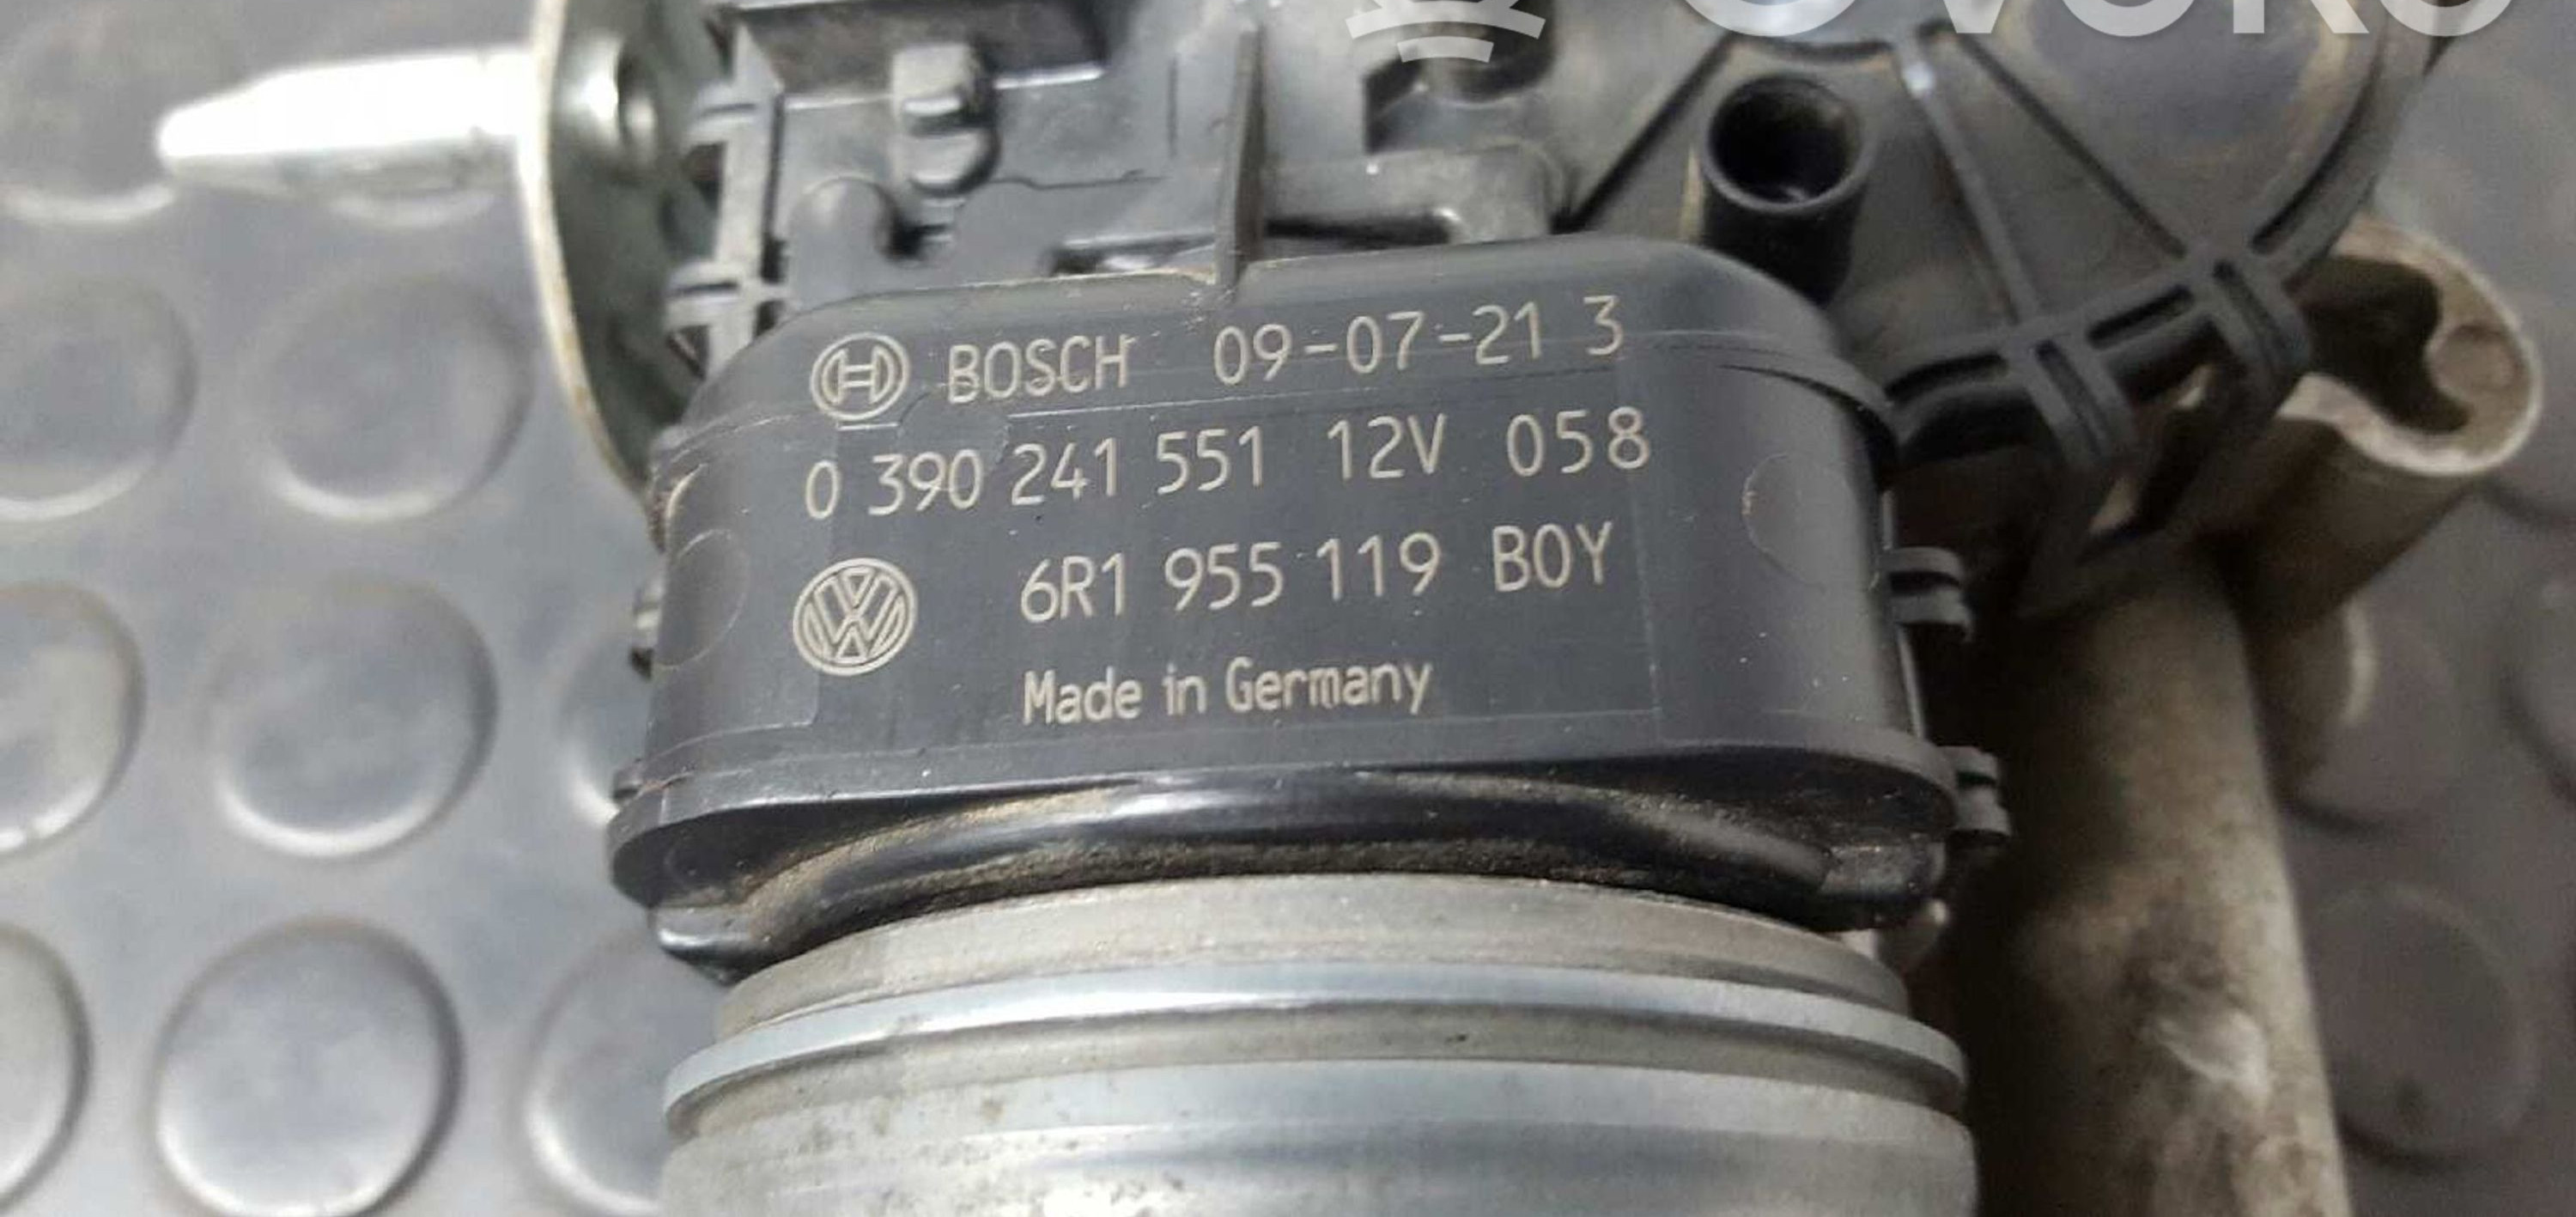 BOSCH 09-07-21 3
0 390 241 551 12V 058
6R1 955 119 B0Y
Made in Germany